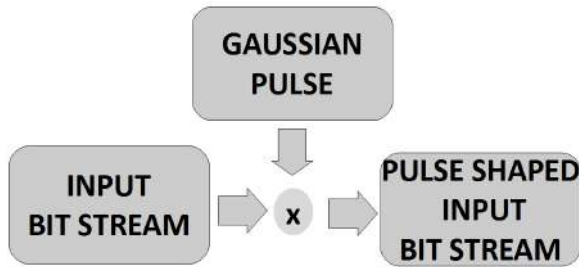 GAUSSIAN
PULSE
INPUT
BIT STREAM
x
PULSE SHAPED
INPUT
BIT STREAM